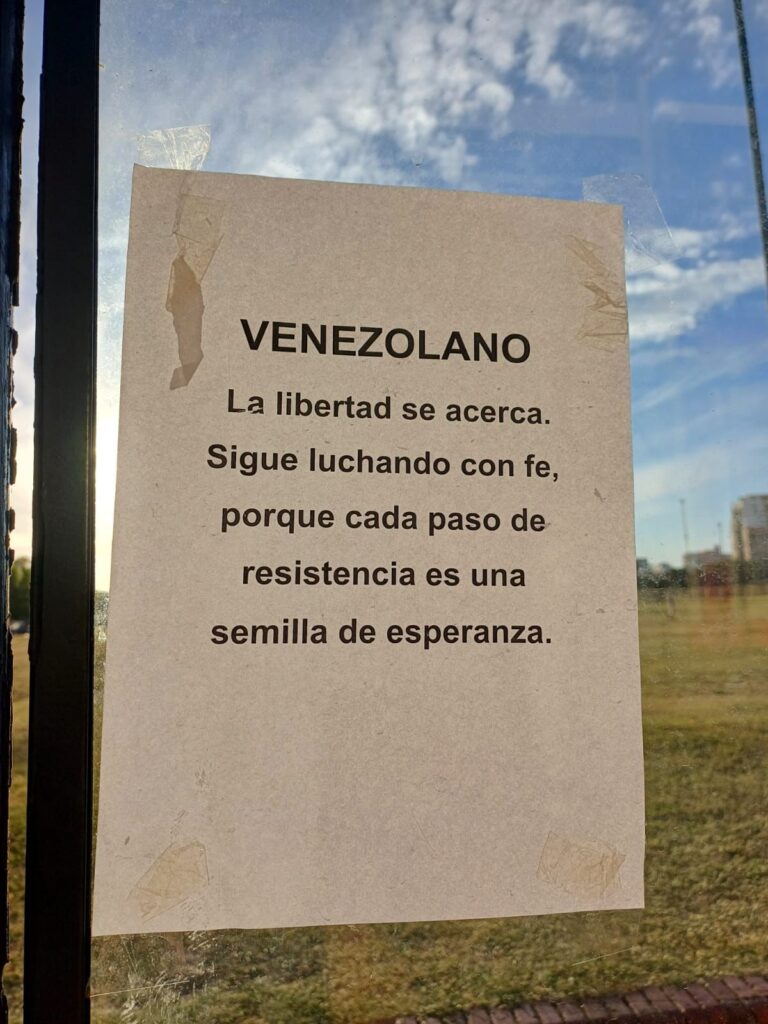 VENEZOLANO
La libertad se acerca.
Sigue luchando con fe,
porque cada paso de
resistencia es una
semilla de esperanza.